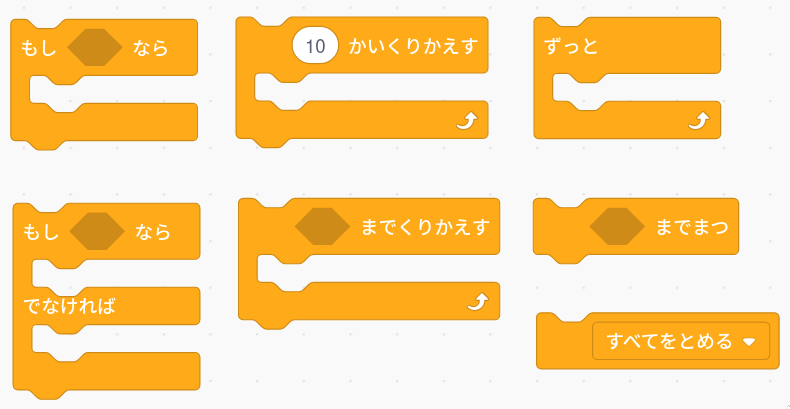 もし なら
10 かいくりかえす
ずっと
もし なら
でなければ
までくりかえす
までまつ
すべてをとめる